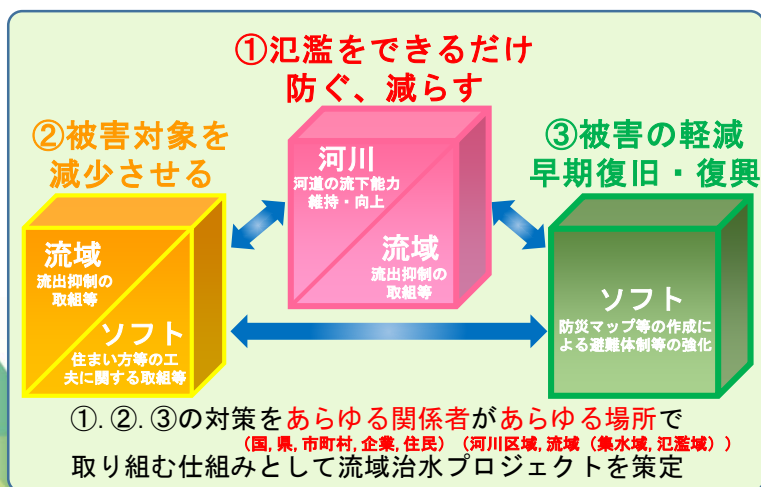 ①氾濫をできるだけ
防ぐ、減らす
②被害対象を
減少させる
③被害の軽減
早期復旧・復興
河川
河道の流下能力
維持・向上
流域
流出抑制の
取組等
流域
流出抑制の
取組等
ソフト
住まい方等の工
夫に関する取組等
ソフト
防災マップ等の作成に
よる避難体制等の強化
①.②.③の対策をあらゆる関係者があらゆる場所で
（国,県,市町村,企業,住民）（河川区域,流域（集水域、氾濫域））
取り組む仕組みとして流域治水プロジェクトを策定